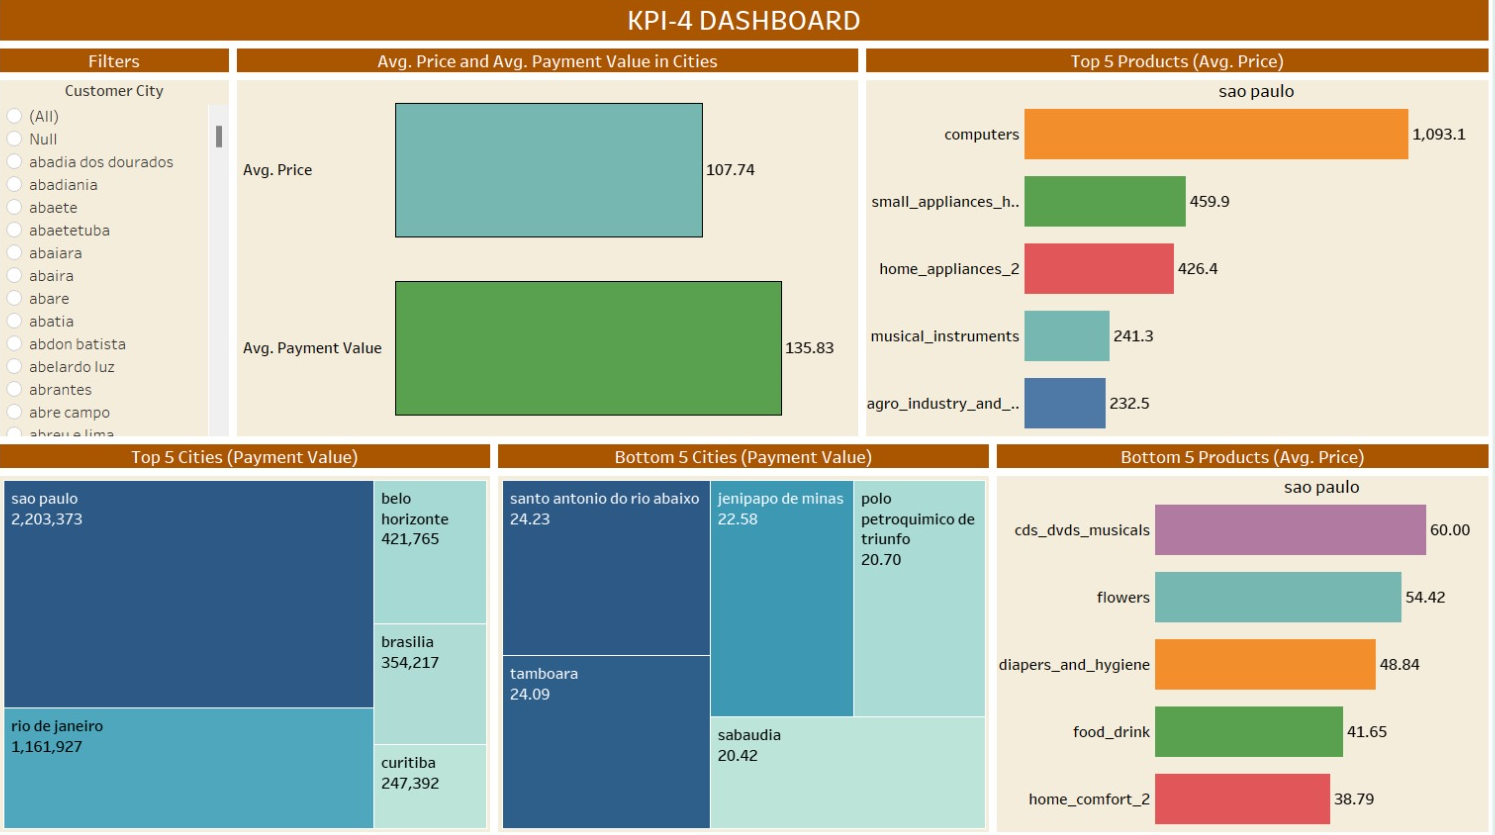 KPI-4 DASHBOARD
Filters
Customer City
(All)
Null
abadia dos dourados
abadiania
abaete
abaetetuba
abaiara
abaira
abare
abatia
abdon batista
abelardo luz
abrantes
abre campo
abreu e lima
Avg. Price and Avg. Payment Value in Cities
Avg. Price
107.74
Avg. Payment Value
135.83
Top 5 Products (Avg. Price)
sao paulo
computers 1,093.1
small_appliances_h.. 459.9
home_appliances_2 426.4
musical_instruments 241.3
agro_industry_and_.. 232.5
Top 5 Cities (Payment Value)
sao paulo
2,203,373
rio de janeiro
1,161,927
belo
horizonte
421,765
brasilia
354,217
curitiba
247,392
Bottom 5 Cities (Payment Value)
santo antonio do rio abaixo
24.23
tamboara
24.09
jenipapo de minas
22.58
polo
petroquimico de
triunfo
20.70
sabaudia
20.42
Bottom 5 Products (Avg. Price)
sao paulo
cds_dvds_musicals 60.00
flowers 54.42
diapers_and_hygiene 48.84
food_drink 41.65
home_comfort_2 38.79